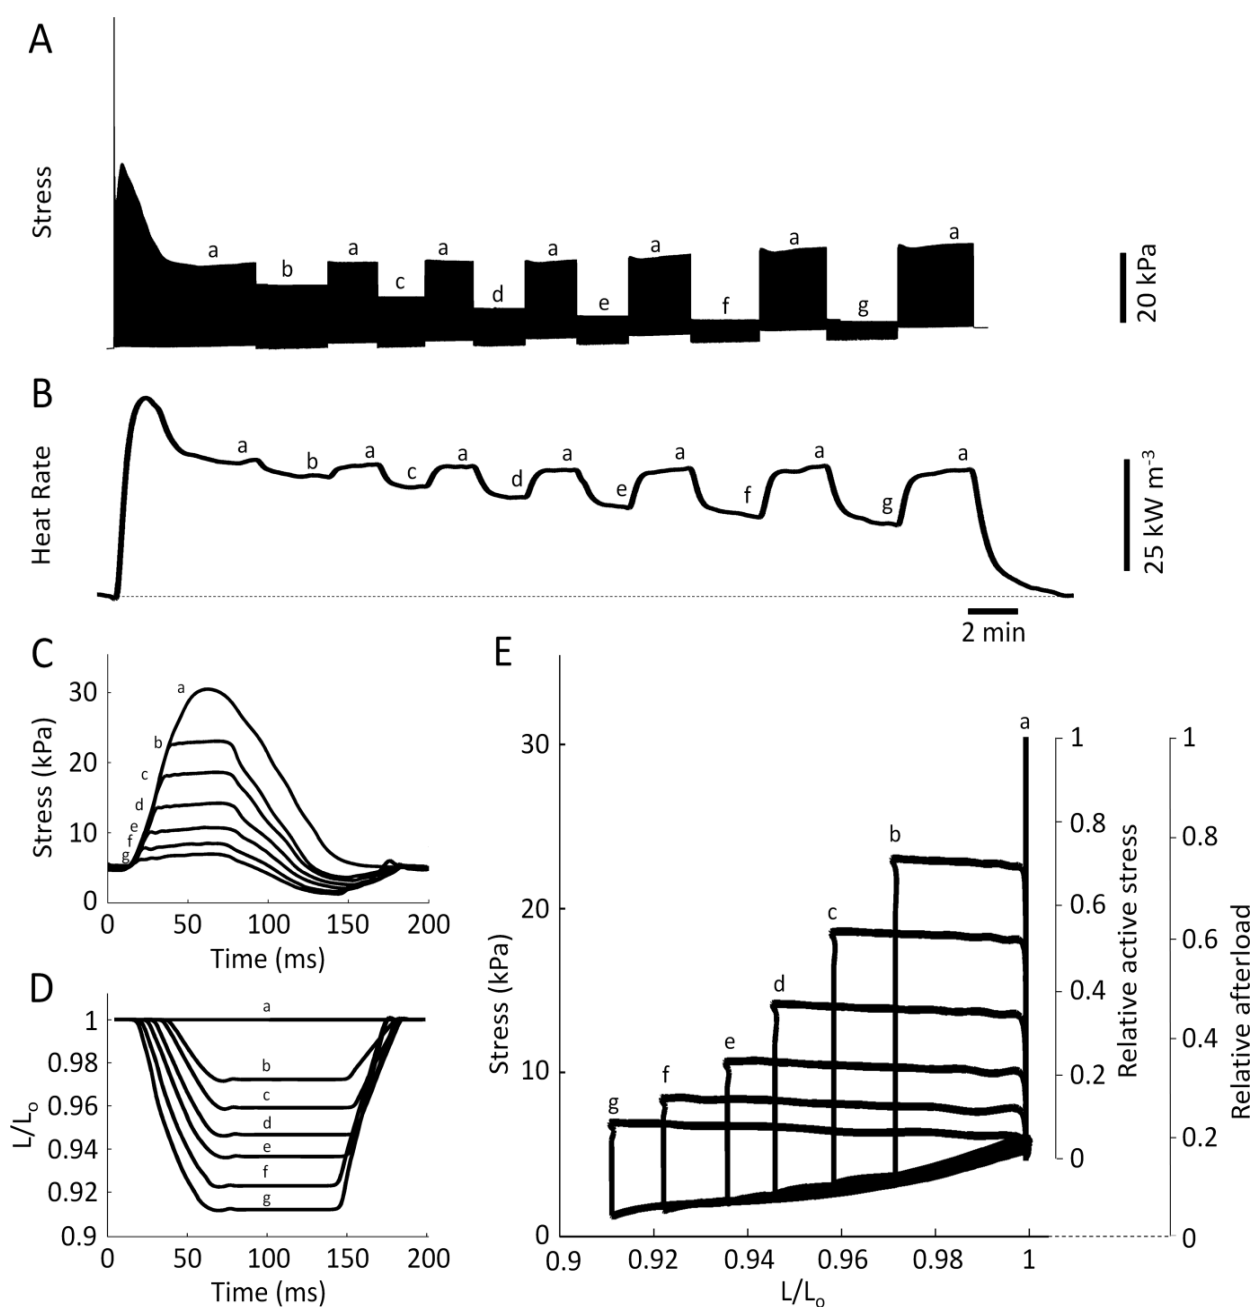 A
Stress
a
b
a
c
a
d
a
e
a
f
a
g
a
20 kPa
B
Heat Rate
a
b
a
c
a
d
a
e
a
f
a
g
a
25 kW m⁻³
2 min
C
Stress (kPa)
30
20
10
0
a
b
c
d
e
f
g
0 50 100 150 200
Time (ms)
D
L/Lₒ
1
0.98
0.96
0.94
0.92
0.9
a
b
c
d
e
f
g
0 50 100 150 200
Time (ms)
E
Stress (kPa)
30
20
10
0
a
b
c
d
e
f
g
0.9 0.92 0.94 0.96 0.98 1
L/Lₒ
1
0.8
0.6
0.4
0.2
0
Relative active stress
1
0.8
0.6
0.4
0.2
0
Relative afterload